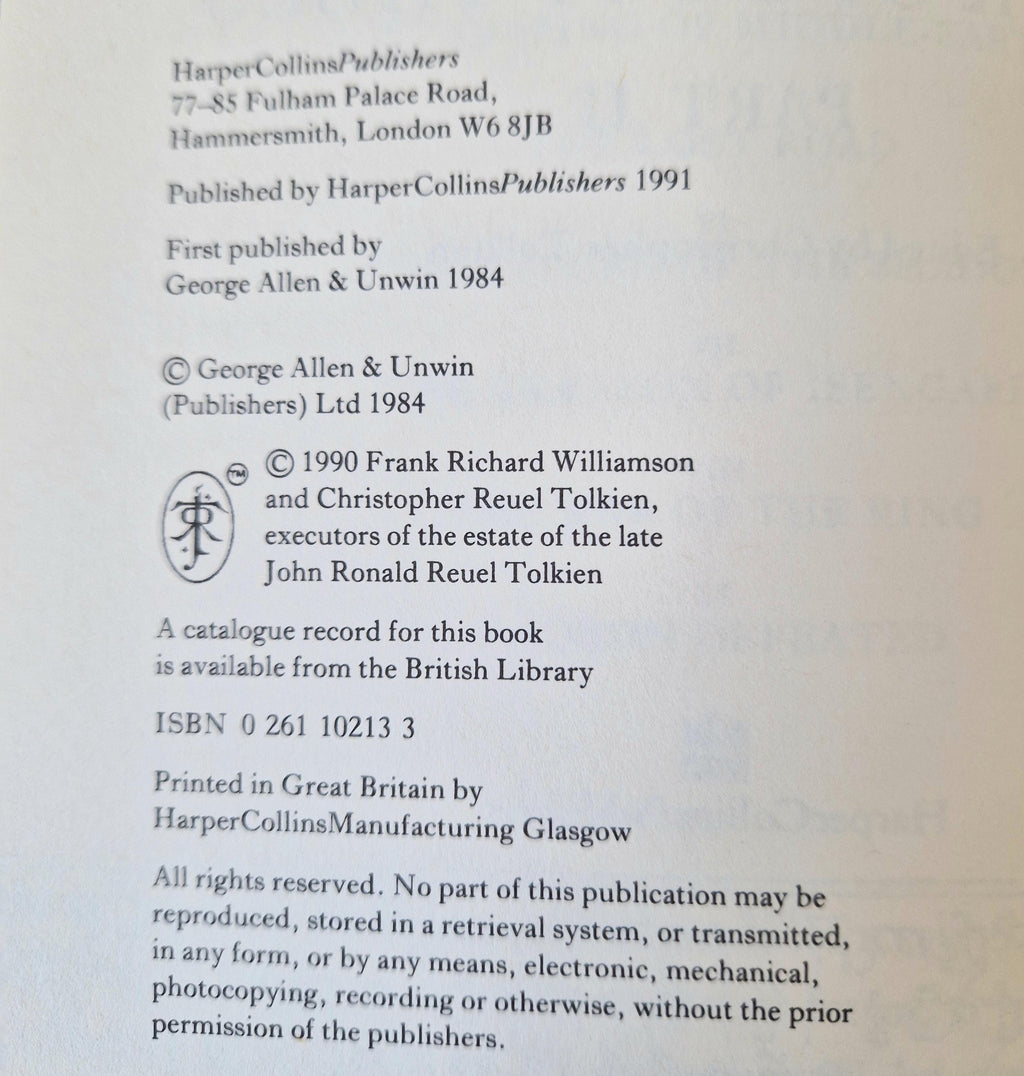 HarperCollinsPublishers
77–85 Fulham Palace Road,
Hammersmith, London W6 8JB
Published by HarperCollinsPublishers 1991
First published by
George Allen & Unwin 1984
© George Allen & Unwin
(Publishers) Ltd 1984
TM
© 1990 Frank Richard Williamson
and Christopher Reuel Tolkien,
executors of the estate of the late
John Ronald Reuel Tolkien
A catalogue record for this book
is available from the British Library
ISBN 0 261 10213 3
Printed in Great Britain by
HarperCollinsManufacturing Glasgow
All rights reserved. No part of this publication may be
reproduced, stored in a retrieval system, or transmitted,
in any form, or by any means, electronic, mechanical,
photocopying, recording or otherwise, without the prior
permission of the publishers.